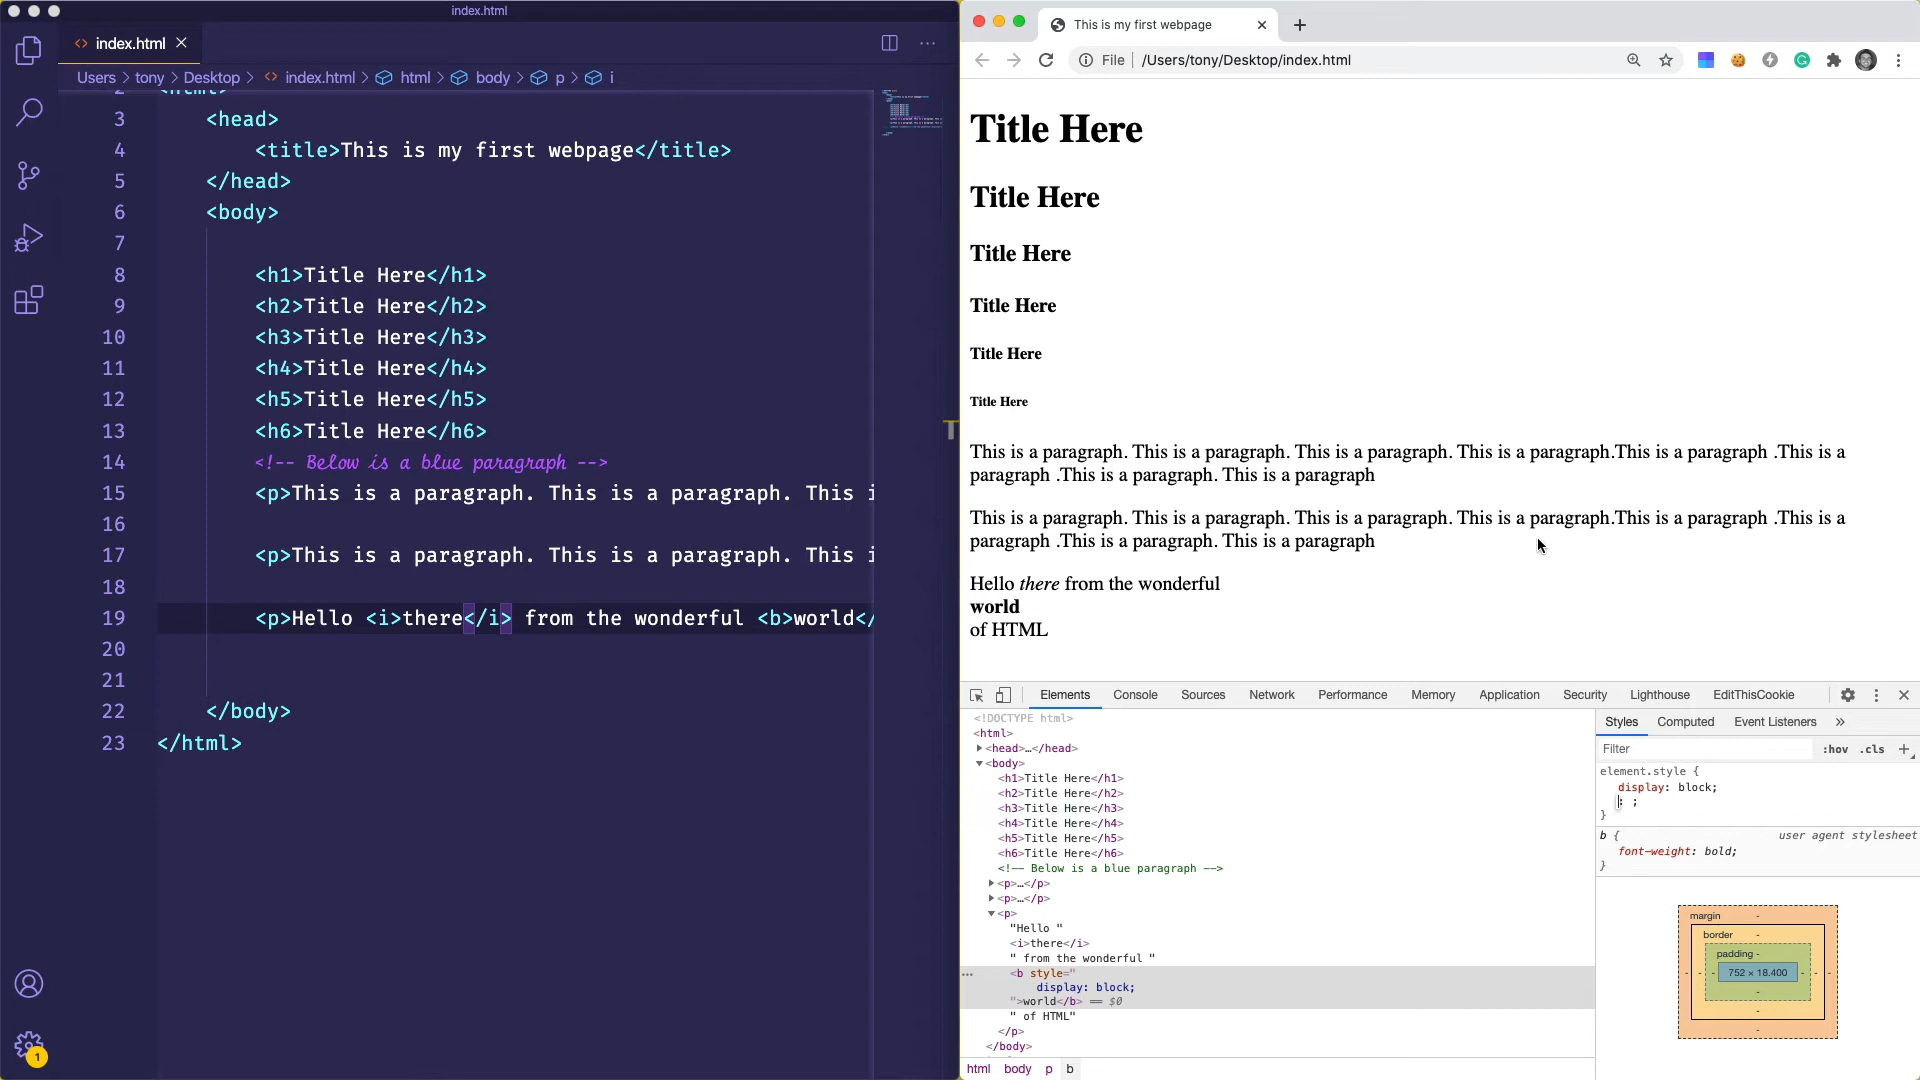 index.html
index.html
Users > tony > Desktop > index.html > html > body > p > i
2 <html>
3 <head>
4 <title>This is my first webpage</title>
5 </head>
6 <body>
7
8 <h1>Title Here</h1>
9 <h2>Title Here</h2>
10 <h3>Title Here</h3>
11 <h4>Title Here</h4>
12 <h5>Title Here</h5>
13 <h6>Title Here</h6>
14 <!-- Below is a blue paragraph -->
15 <p>This is a paragraph. This is a paragraph. This i
16
17 <p>This is a paragraph. This is a paragraph. This i
18
19 <p>Hello <i>there</i> from the wonderful <b>world</
20
21
22 </body>
23 </html>
1
This is my first webpage
File /Users/tony/Desktop/index.html
Title Here
Title Here
Title Here
Title Here
Title Here
Title Here
This is a paragraph. This is a paragraph. This is a paragraph. This is a paragraph.This is a paragraph .This is a
paragraph .This is a paragraph. This is a paragraph
This is a paragraph. This is a paragraph. This is a paragraph. This is a paragraph.This is a paragraph .This is a
paragraph .This is a paragraph. This is a paragraph
Hello there from the wonderful
world
of HTML
Elements Console Sources Network Performance Memory Application Security Lighthouse EditThisCookie
<!DOCTYPE html>
<html>
<head>…</head>
<body>
<h1>Title Here</h1>
<h2>Title Here</h2>
<h3>Title Here</h3>
<h4>Title Here</h4>
<h5>Title Here</h5>
<h6>Title Here</h6>
<!-- Below is a blue paragraph -->
<p>…</p>
<p>…</p>
<p>
"Hello "
<i>there</i>
" from the wonderful "
… <b style="
display: block;
">world</b> == $0
" of HTML"
</p>
</body>
html body p b
Styles Computed Event Listeners »
Filter :hov .cls +
element.style {
display: block;
: ;
}
b { user agent stylesheet
font-weight: bold;
}
margin -
border -
padding -
- - - 752 × 18.400 - - -
-
-
-